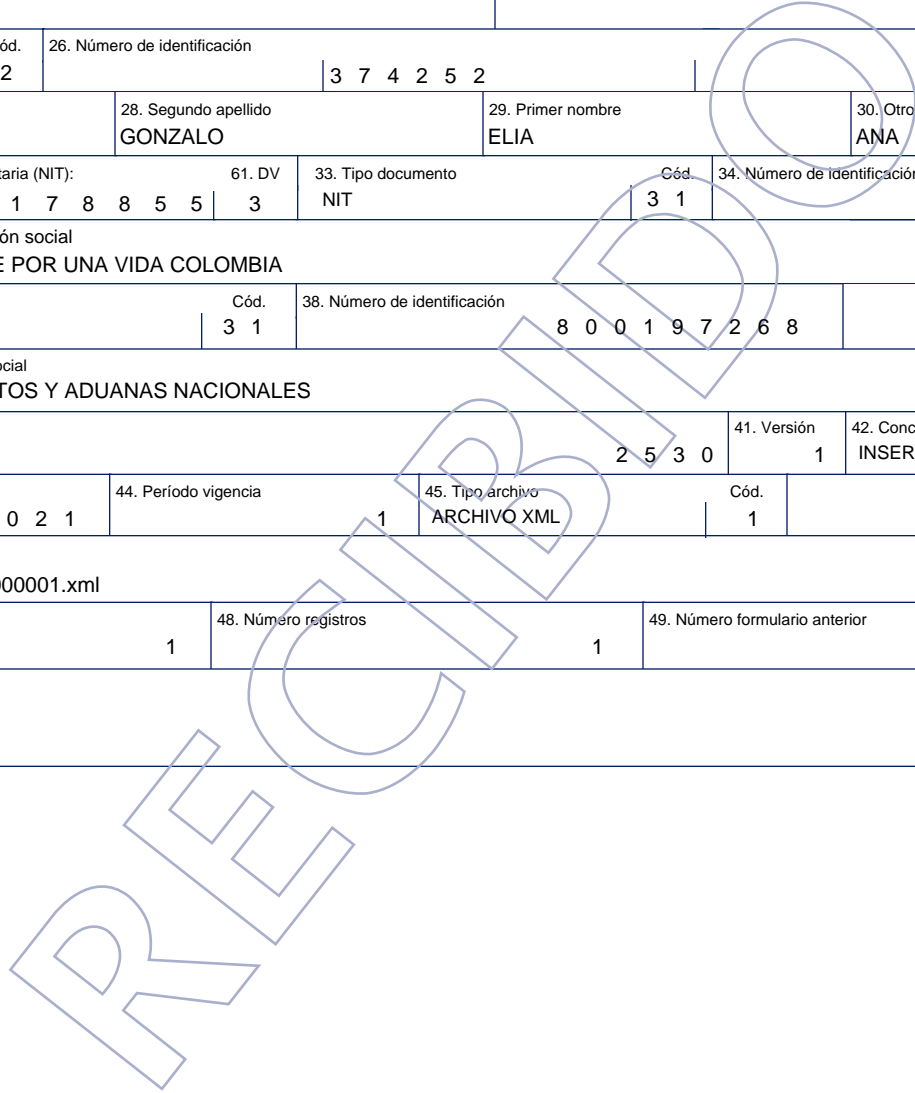 ód. 26. Número de identificación
2 3 7 4 2 5 2
28. Segundo apellido 29. Primer nombre 30. Otro
GONZALO ELIA ANA
taria (NIT): 61. DV 33. Tipo documento Cód. 34. Número de identificación
1 7 8 8 5 5 3 NIT 3 1
ón social
E POR UNA VIDA COLOMBIA
Cód. 38. Número de identificación
3 1 8 0 0 1 9 7 2 6 8
ocial
TOS Y ADUANAS NACIONALES
41. Versión 42. Conc
2 5 3 0 1 INSER
44. Período vigencia 45. Tipo archivo Cód.
0 2 1 1 ARCHIVO XML 1
000001.xml
48. Número registros 49. Número formulario anterior
1 1
RECIBIDO